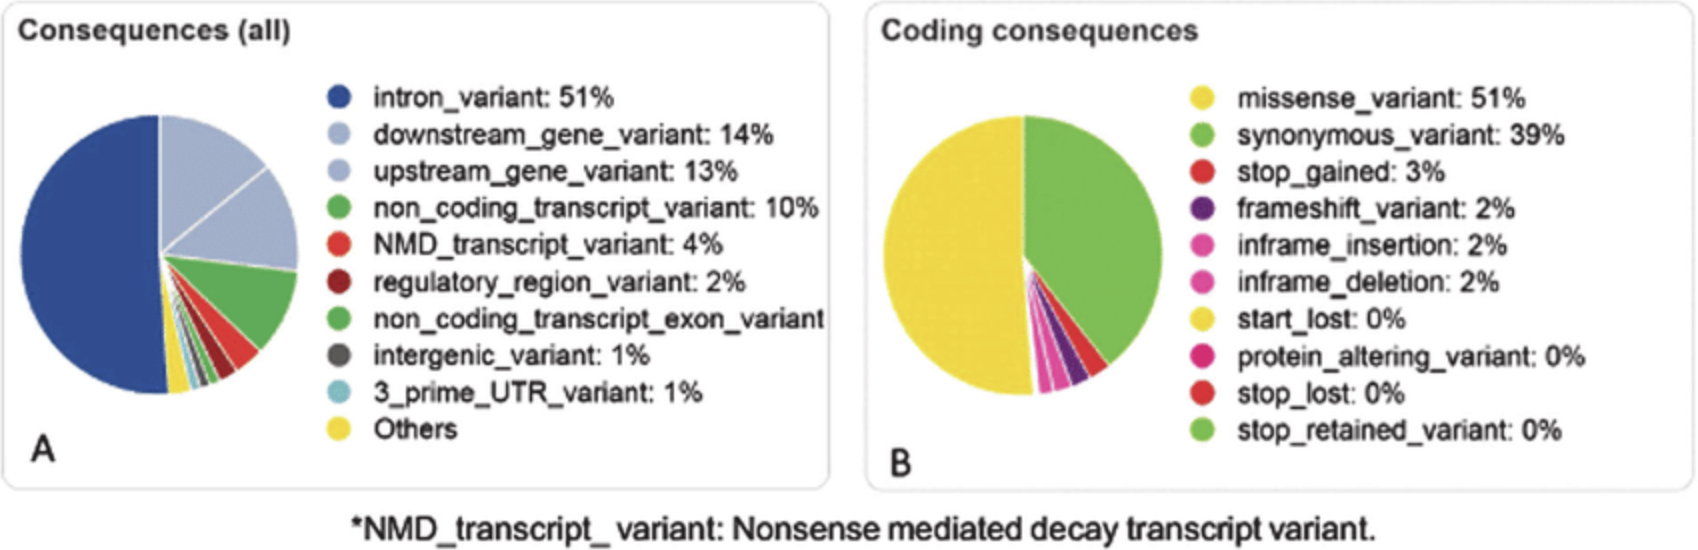 Consequences (all)
intron_variant: 51%
downstream_gene_variant: 14%
upstream_gene_variant: 13%
non_coding_transcript_variant: 10%
NMD_transcript_variant: 4%
regulatory_region_variant: 2%
non_coding_transcript_exon_variant
intergenic_variant: 1%
3_prime_UTR_variant: 1%
Others
A
Coding consequences
missense_variant: 51%
synonymous_variant: 39%
stop_gained: 3%
frameshift_variant: 2%
inframe_insertion: 2%
inframe_deletion: 2%
start_lost: 0%
protein_altering_variant: 0%
stop_lost: 0%
stop_retained_variant: 0%
B
*NMD_transcript_ variant: Nonsense mediated decay transcript variant.